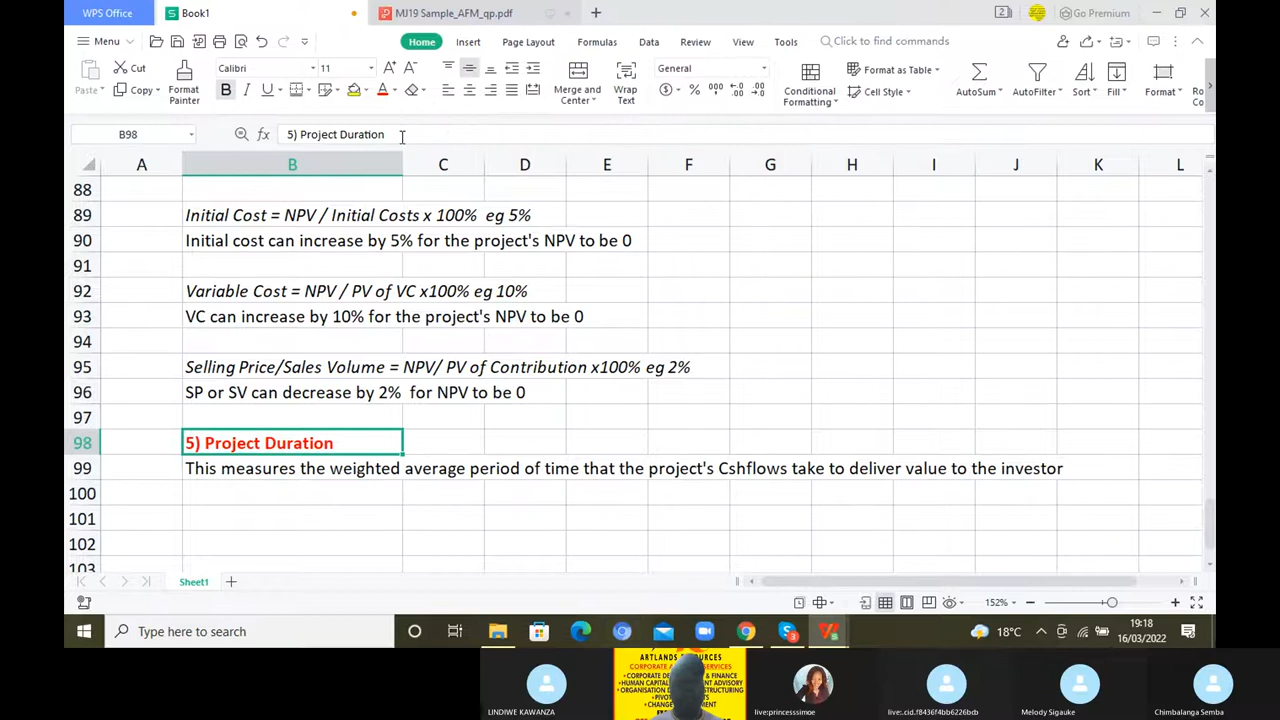 WPS Office
Book1
MJ19 Sample_AFM_qp.pdf
Go Premium
Menu
Home
Insert
Page Layout
Formulas
Data
Review
View
Tools
Click to find commands
Cut
Paste
Copy
Format Painter
Calibri
11
B I U
Merge and Center
Wrap Text
General
Conditional Formatting
Format as Table
Cell Style
AutoSum
AutoFilter
Sort
Fill
Format
B98
fx
5) Project Duration
A B C D E F G H I J K L
88
89 Initial Cost = NPV / Initial Costs x 100% eg 5%
90 Initial cost can increase by 5% for the project's NPV to be 0
91
92 Variable Cost = NPV / PV of VC x100% eg 10%
93 VC can increase by 10% for the project's NPV to be 0
94
95 Selling Price/Sales Volume = NPV/ PV of Contribution x100% eg 2%
96 SP or SV can decrease by 2% for NPV to be 0
97
98 5) Project Duration
99 This measures the weighted average period of time that the project's Cshflows take to deliver value to the investor
100
101
102
103
Sheet1
152%
Type here to search
18°C
19:18
16/03/2022
ARTLANDS RESOURCES
LINDIWE KAWANZA
live:princesssimoe
live:.cid.f8436f4bb6226bcb
Melody Sigauke
Chimbalanga Semba